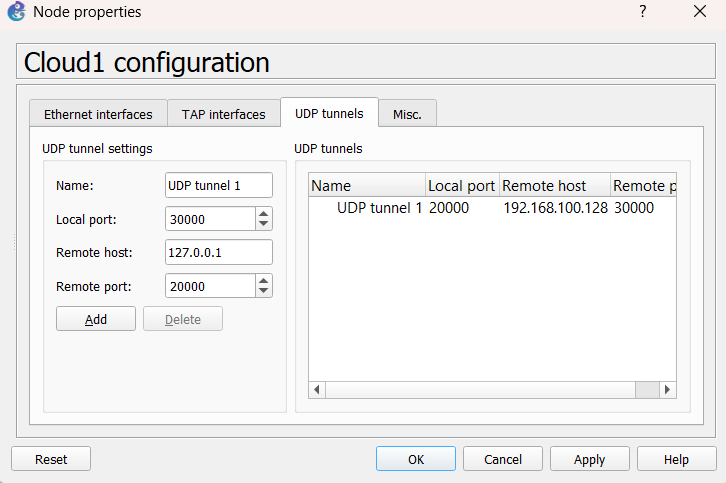 Node properties
?
Cloud1 configuration
Ethernet interfaces TAP interfaces UDP tunnels Misc.
UDP tunnel settings
Name: UDP tunnel 1
Local port: 30000
Remote host: 127.0.0.1
Remote port: 20000
Add Delete
UDP tunnels
Name Local port Remote host Remote p
UDP tunnel 1 20000 192.168.100.128 30000
Reset OK Cancel Apply Help